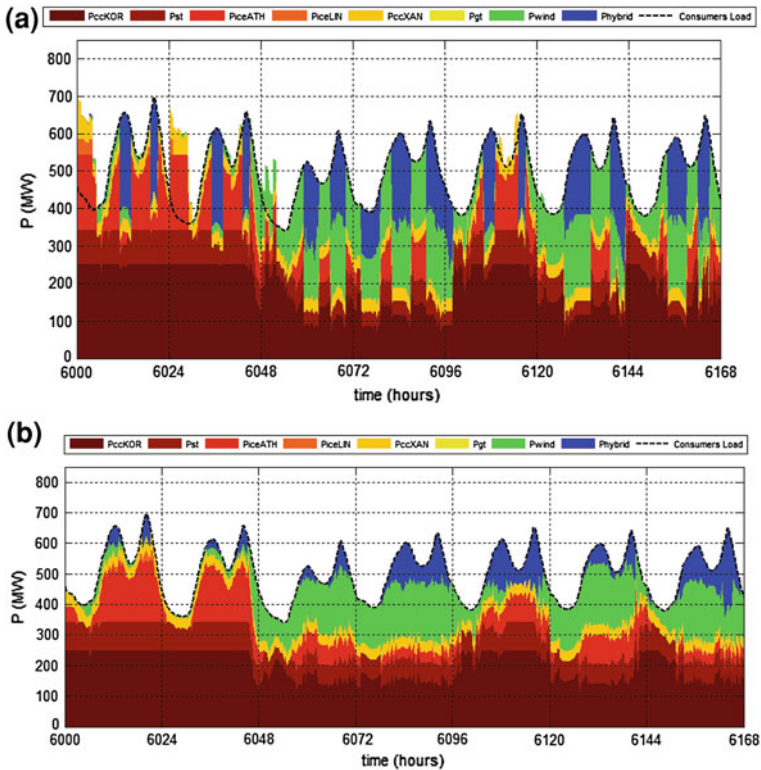 (a)
PccKOR Pst PiceATH PiceLIN PccXAN Pgt Pwind Phybrid Consumers Load
800
700
600
500
400
300
200
100
0
P (MW)
6000 6024 6048 6072 6096 6120 6144 6168
time (hours)
(b)
PccKOR Pst PiceATH PiceLIN PccXAN Pgt Pwind Phybrid Consumers Load
800
700
600
500
400
300
200
100
0
P (MW)
6000 6024 6048 6072 6096 6120 6144 6168
time (hours)